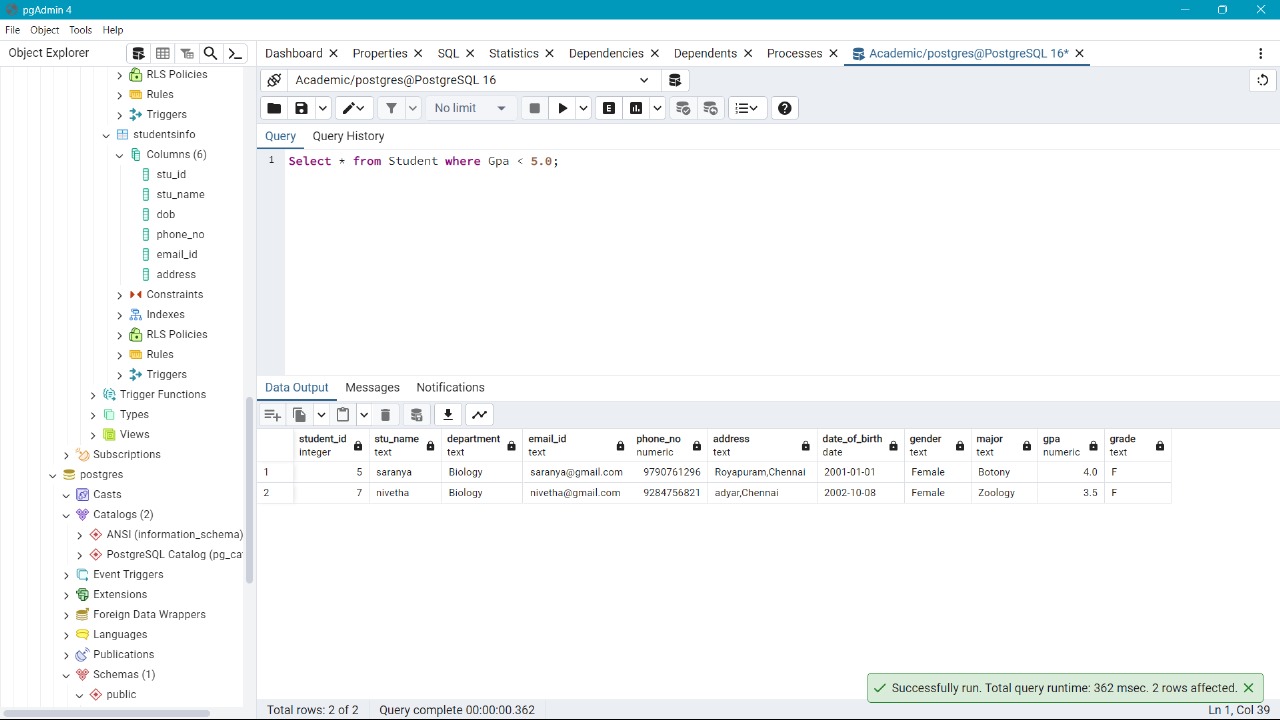 pgAdmin 4
File Object Tools Help
Object Explorer
Dashboard Properties SQL Statistics Dependencies Dependents Processes Academic/postgres@PostgreSQL 16*
Academic/postgres@PostgreSQL 16
No limit
E
Query Query History
1 Select * from Student where Gpa < 5.0;
RLS Policies
Rules
Triggers
studentsinfo
Columns (6)
stu_id
stu_name
dob
phone_no
email_id
address
Constraints
Indexes
RLS Policies
Rules
Triggers
Trigger Functions
Types
Views
Subscriptions
postgres
Casts
Catalogs (2)
ANSI (information_schema)
PostgreSQL Catalog (pg_ca
Event Triggers
Extensions
Foreign Data Wrappers
Languages
Publications
Schemas (1)
public
Data Output Messages Notifications
student_id stu_name department email_id phone_no address date_of_birth gender major gpa grade
integer text text text numeric text date text text numeric text
1 5 saranya Biology saranya@gmail.com 9790761296 Royapuram,Chennai 2001-01-01 Female Botony 4.0 F
2 7 nivetha Biology nivetha@gmail.com 9284756821 adyar,Chennai 2002-10-08 Female Zoology 3.5 F
Successfully run. Total query runtime: 362 msec. 2 rows affected.
Total rows: 2 of 2 Query complete 00:00:00.362 Ln 1, Col 39